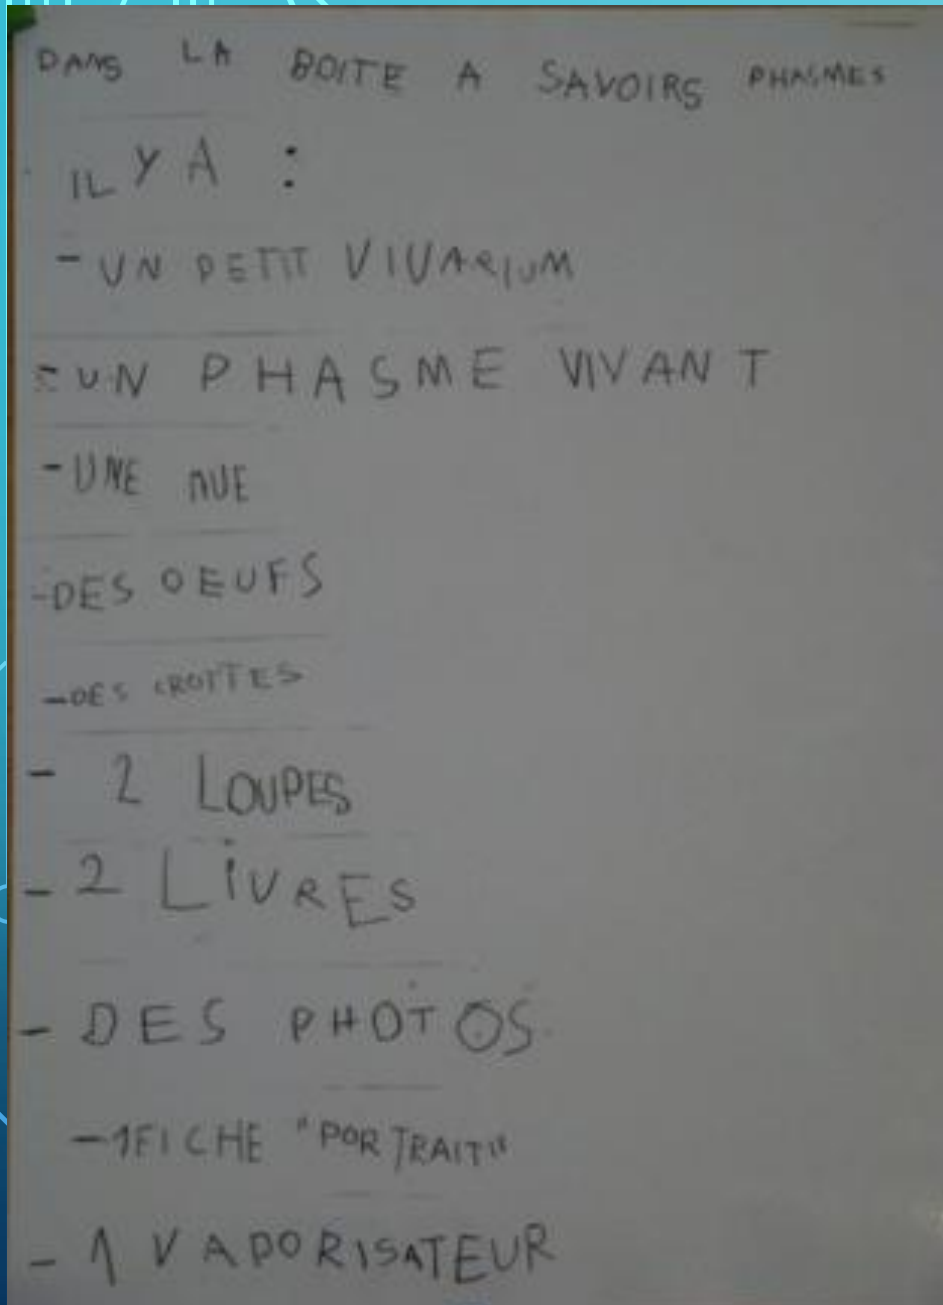 DANS LA BOITE A SAVOIRS PHASMES
IL Y A :
- UN PETIT VIVARIUM
- UN PHASME VIVANT
- UNE MUE
- DES OEUFS
- DES CROTTES
- 2 LOUPES
- 2 LiVRES
- DES PHOTOS
- 1 FICHE "PORTRAIT"
- 1 VAPORISATEUR